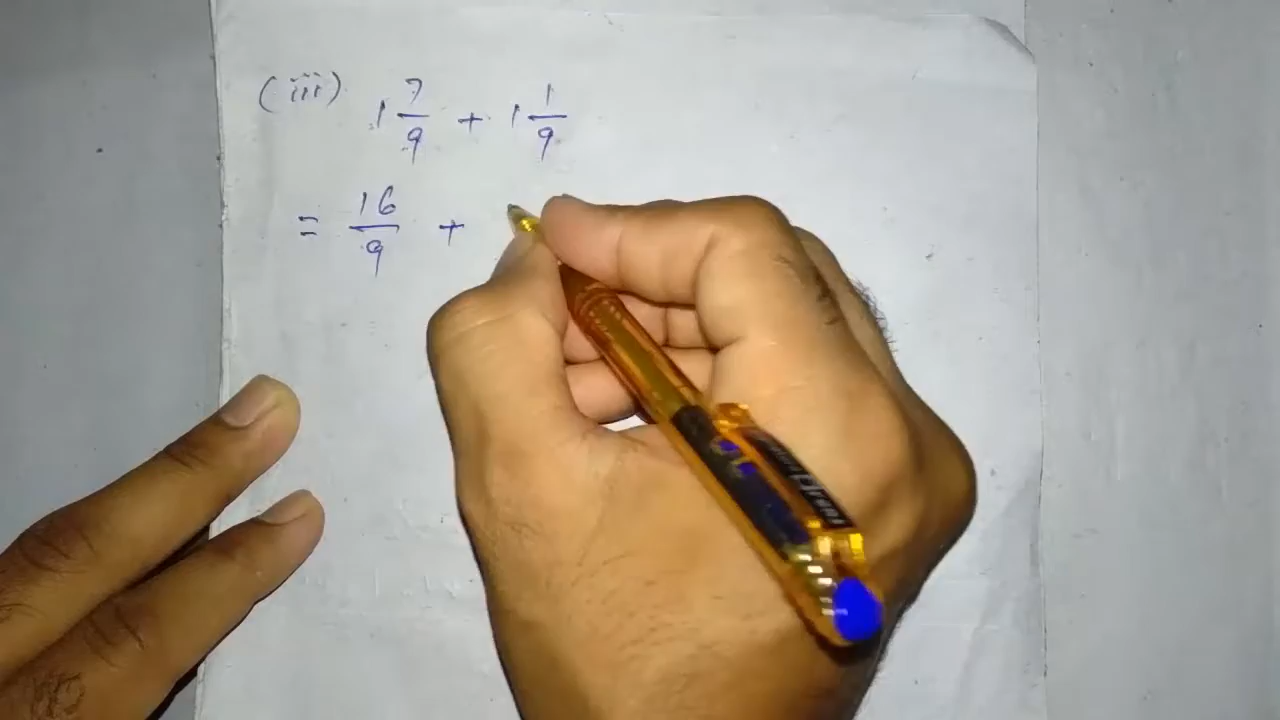 (iii) 1 7/9 + 1 1/9
= 16/9 +